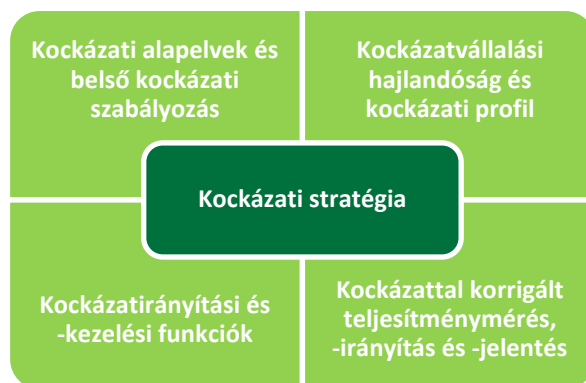 Kockázati alapelvek és
belső kockázati
szabályozás
Kockázatvállalási
hajlandóság és
kockázati profil
Kockázati stratégia
Kockázatirányítási és
-kezelési funkciók
Kockázattal korrigált
teljesítménymérés,
-irányítás és -jelentés